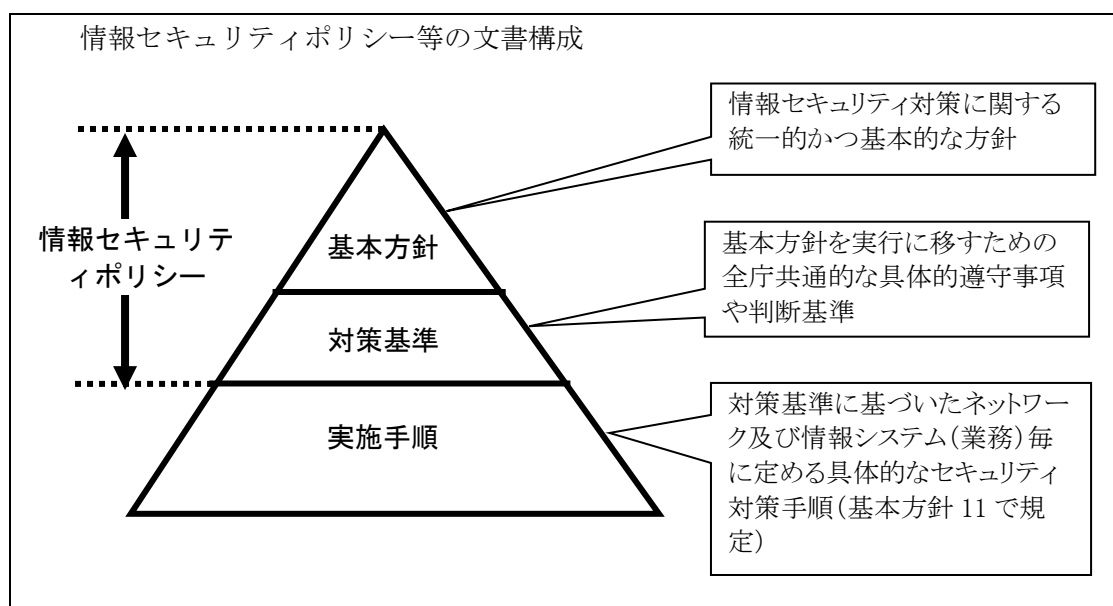 情報セキュリティポリシー等の文書構成
情報セキュリティ対策に関する
統一的かつ基本的な方針
情報セキュリテ
ィポリシー
基本方針
基本方針を実行に移すための
全庁共通的な具体的遵守事項
や判断基準
対策基準
実施手順
対策基準に基づいたネットワー
ク及び情報システム(業務)毎
に定める具体的なセキュリティ
対策手順(基本方針 11 で規
定)